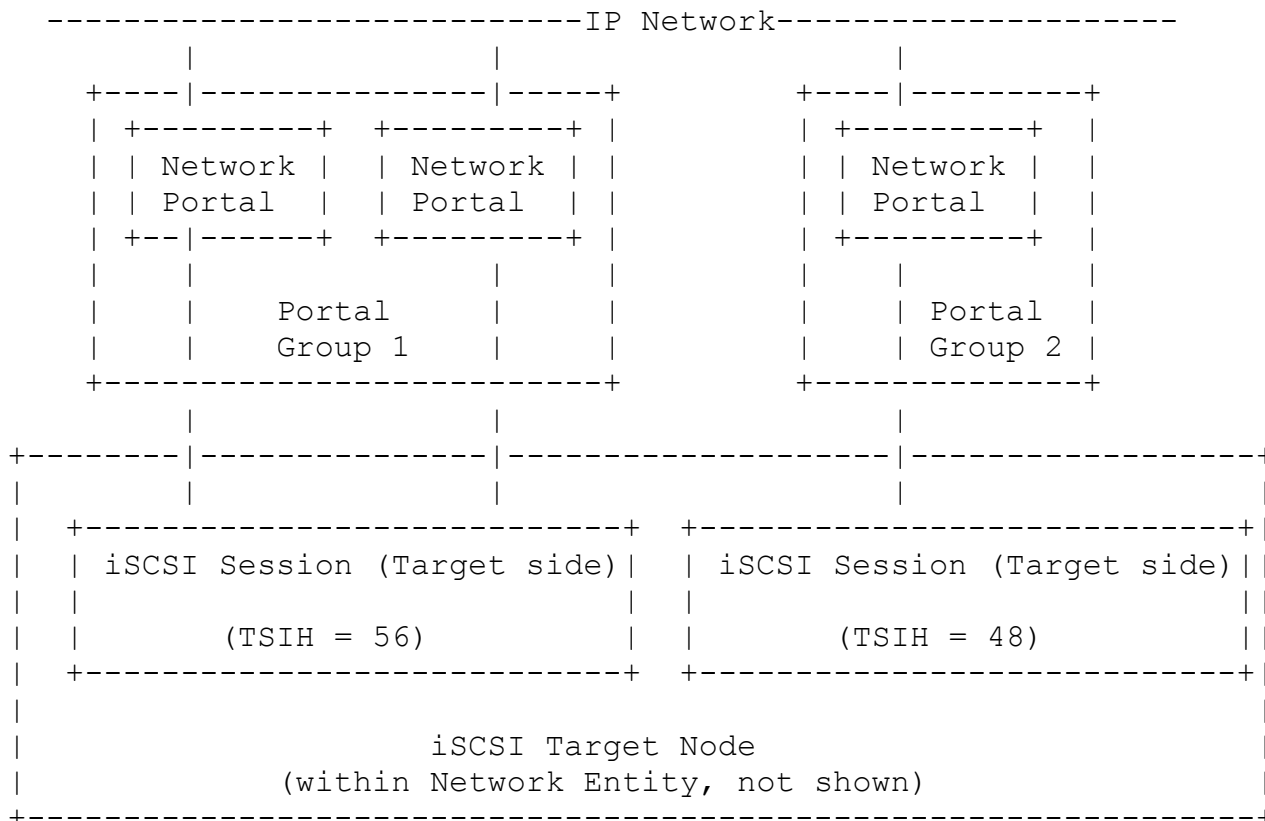 IP Network
Network Network Network
Portal Portal Portal
Portal Portal
Group 1 Group 2
iSCSI Session (Target side) iSCSI Session (Target side)
(TSIH = 56) (TSIH = 48)
iSCSI Target Node
(within Network Entity, not shown)